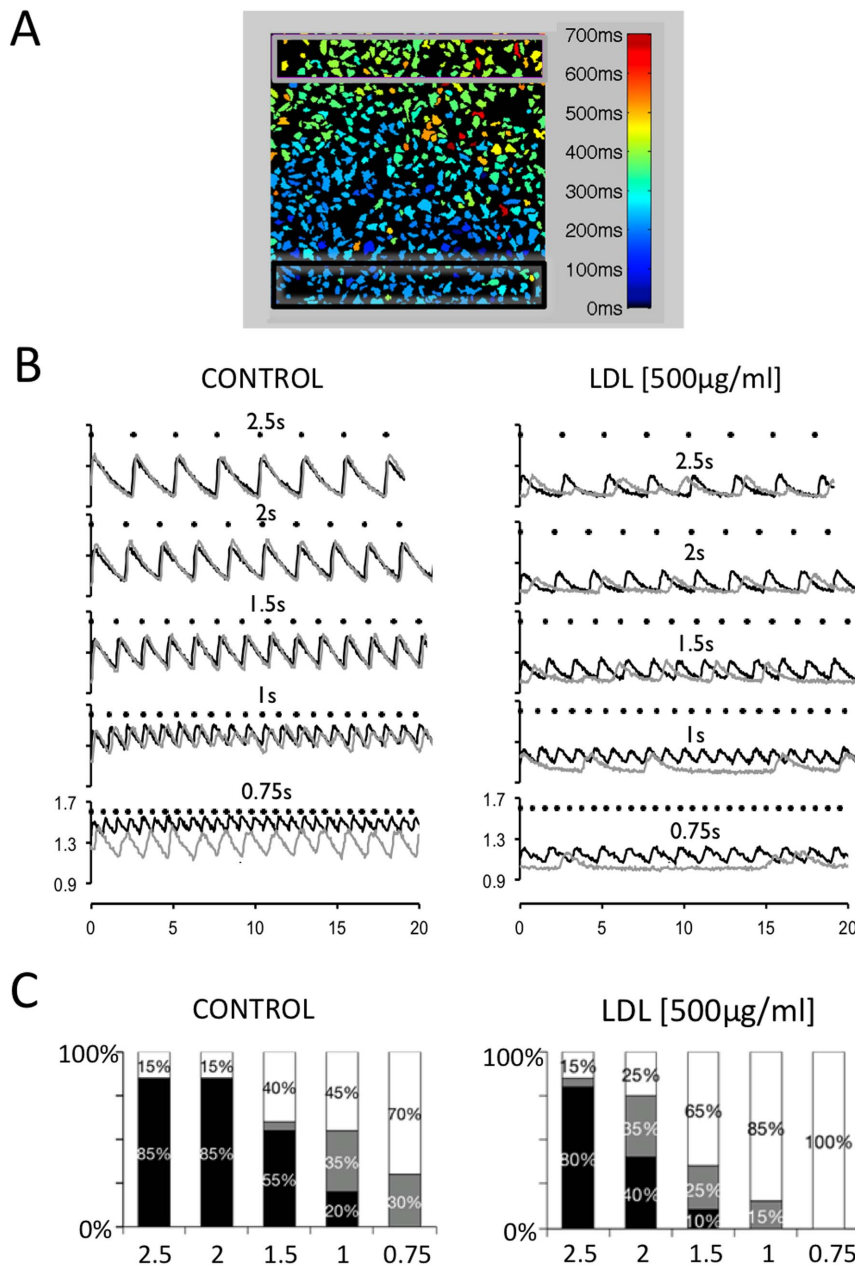 A
700ms
600ms
500ms
400ms
300ms
200ms
100ms
0ms
B
CONTROL
2.5s
2s
1.5s
1s
0.75s
1.7
1.3
0.9
0 5 10 15 20
LDL [500µg/ml]
2.5s
2s
1.5s
1s
0.75s
1.7
1.3
0.9
0 5 10 15 20
C
CONTROL
100%
0%
15% 15% 40% 45% 70%
85% 85% 55% 35% 30%
20%
2.5 2 1.5 1 0.75
LDL [500µg/ml]
100%
0%
15% 25% 65% 85% 100%
80% 35% 25% 15%
40% 10%
2.5 2 1.5 1 0.75